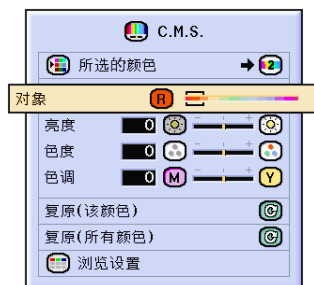 C.M.S.
所选的颜色 2
对象 R
亮度 0 - +
色度 0 - +
色调 0 M - + Y
复原(该颜色)
复原(所有颜色)
浏览设置